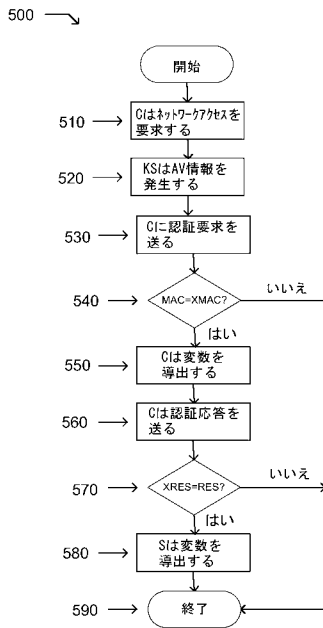 500
開始
510
Cはネットワークアクセスを
要求する
520
KSはAV情報を
発生する
530
Cに認証要求を
送る
540
MAC=XMAC?
いいえ
はい
550
Cは変数を
導出する
560
Cは認証応答を
送る
570
XRES=RES?
いいえ
はい
580
Sは変数を
導出する
590
終了